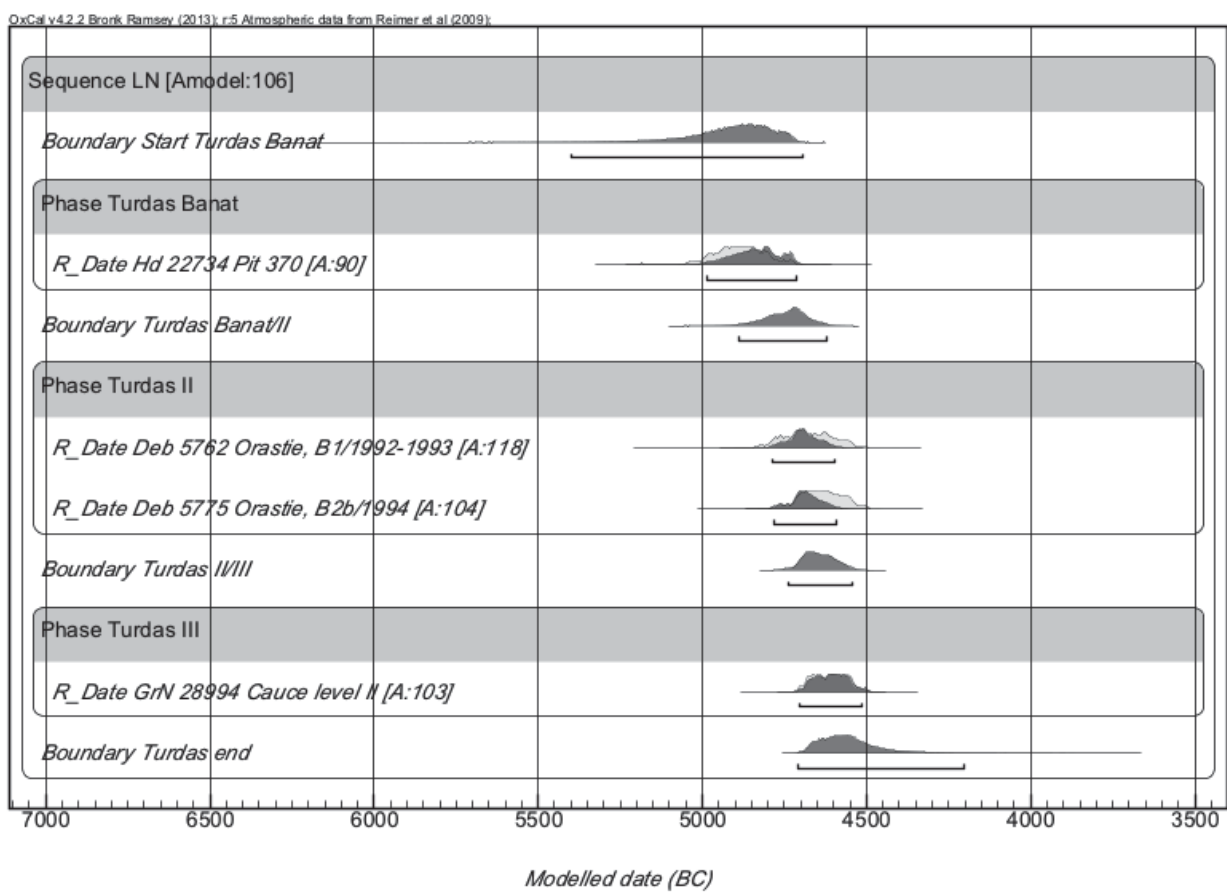 OxCal v4.2.2 Bronk Ramsey (2013); r:5 Atmospheric data from Reimer et al (2009);
Sequence LN [Amodel:106]
Boundary Start Turdas Banat
Phase Turdas Banat
R_Date Hd 22734 Pit 370 [A:90]
Boundary Turdas Banat/II
Phase Turdas II
R_Date Deb 5762 Orastie, B1/1992-1993 [A:118]
R_Date Deb 5775 Orastie, B2b/1994 [A:104]
Boundary Turdas II/III
Phase Turdas III
R_Date GrN 28994 Cauce level II [A:103]
Boundary Turdas end
7000 6500 6000 5500 5000 4500 4000 3500
Modelled date (BC)